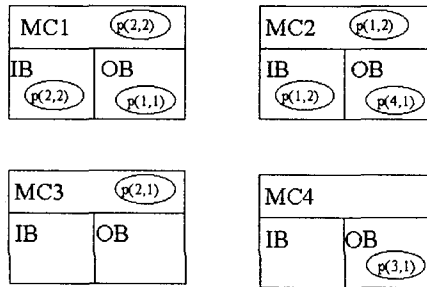 MC1 p(2,2)
IB OB
p(2,2) p(1,1)
MC2 p(1,2)
IB OB
p(1,2) p(4,1)
MC3 p(2,1)
IB OB
MC4
IB OB
p(3,1)